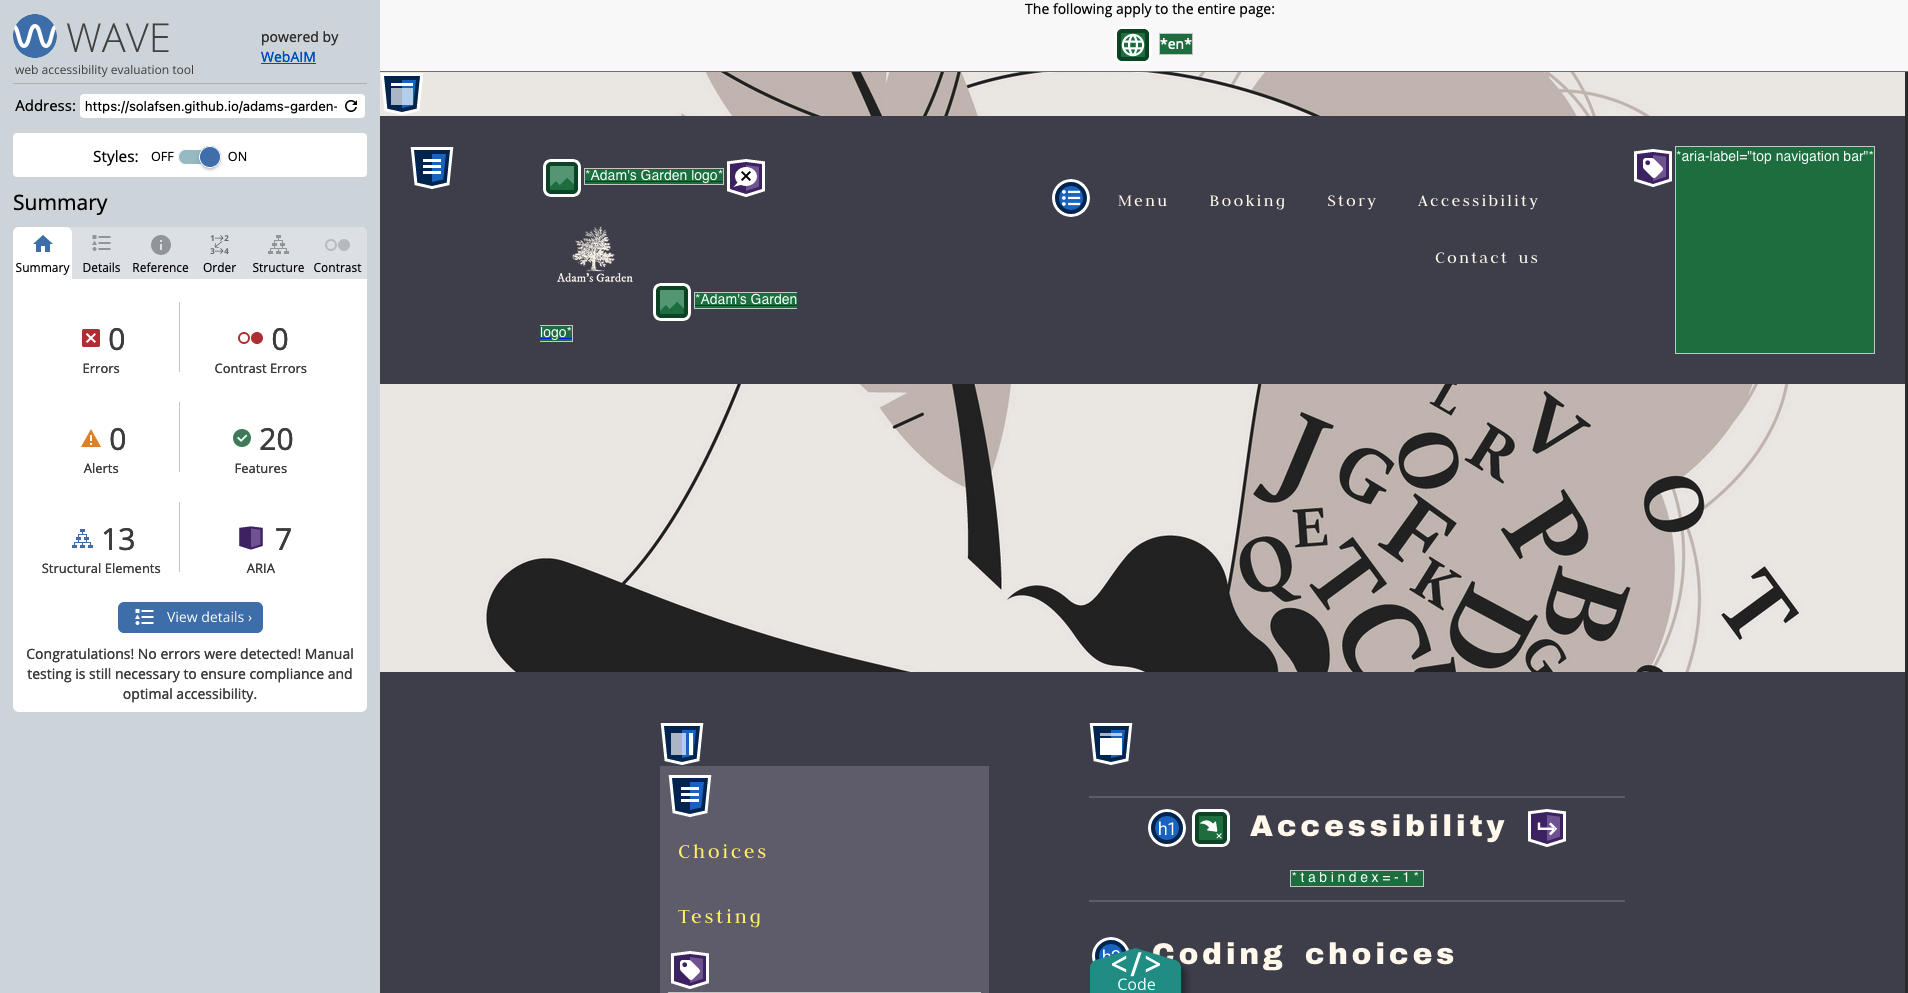 WAVE
web accessibility evaluation tool
powered by
WebAIM
Address: https://solafsen.github.io/adams-garden-
Styles: OFF ON
Summary
Summary Details Reference Order Structure Contrast
1 2
3 4
0 Errors
0 Contrast Errors
0 Alerts
20 Features
13 Structural Elements
7 ARIA
View details ›
Congratulations! No errors were detected! Manual
testing is still necessary to ensure compliance and
optimal accessibility.
The following apply to the entire page:
*en*
*Adam's Garden logo*
Adam's Garden
*Adam's Garden
logo*
Menu Booking Story Accessibility
Contact us
*aria-label="top navigation bar"*
L
V
J
G
O
R
O
P
E
F
Q
T
K
B
T
S
C
D
G
Choices
Testing
h1 Accessibility
*tabindex=-1*
Coding choices
</>
Code